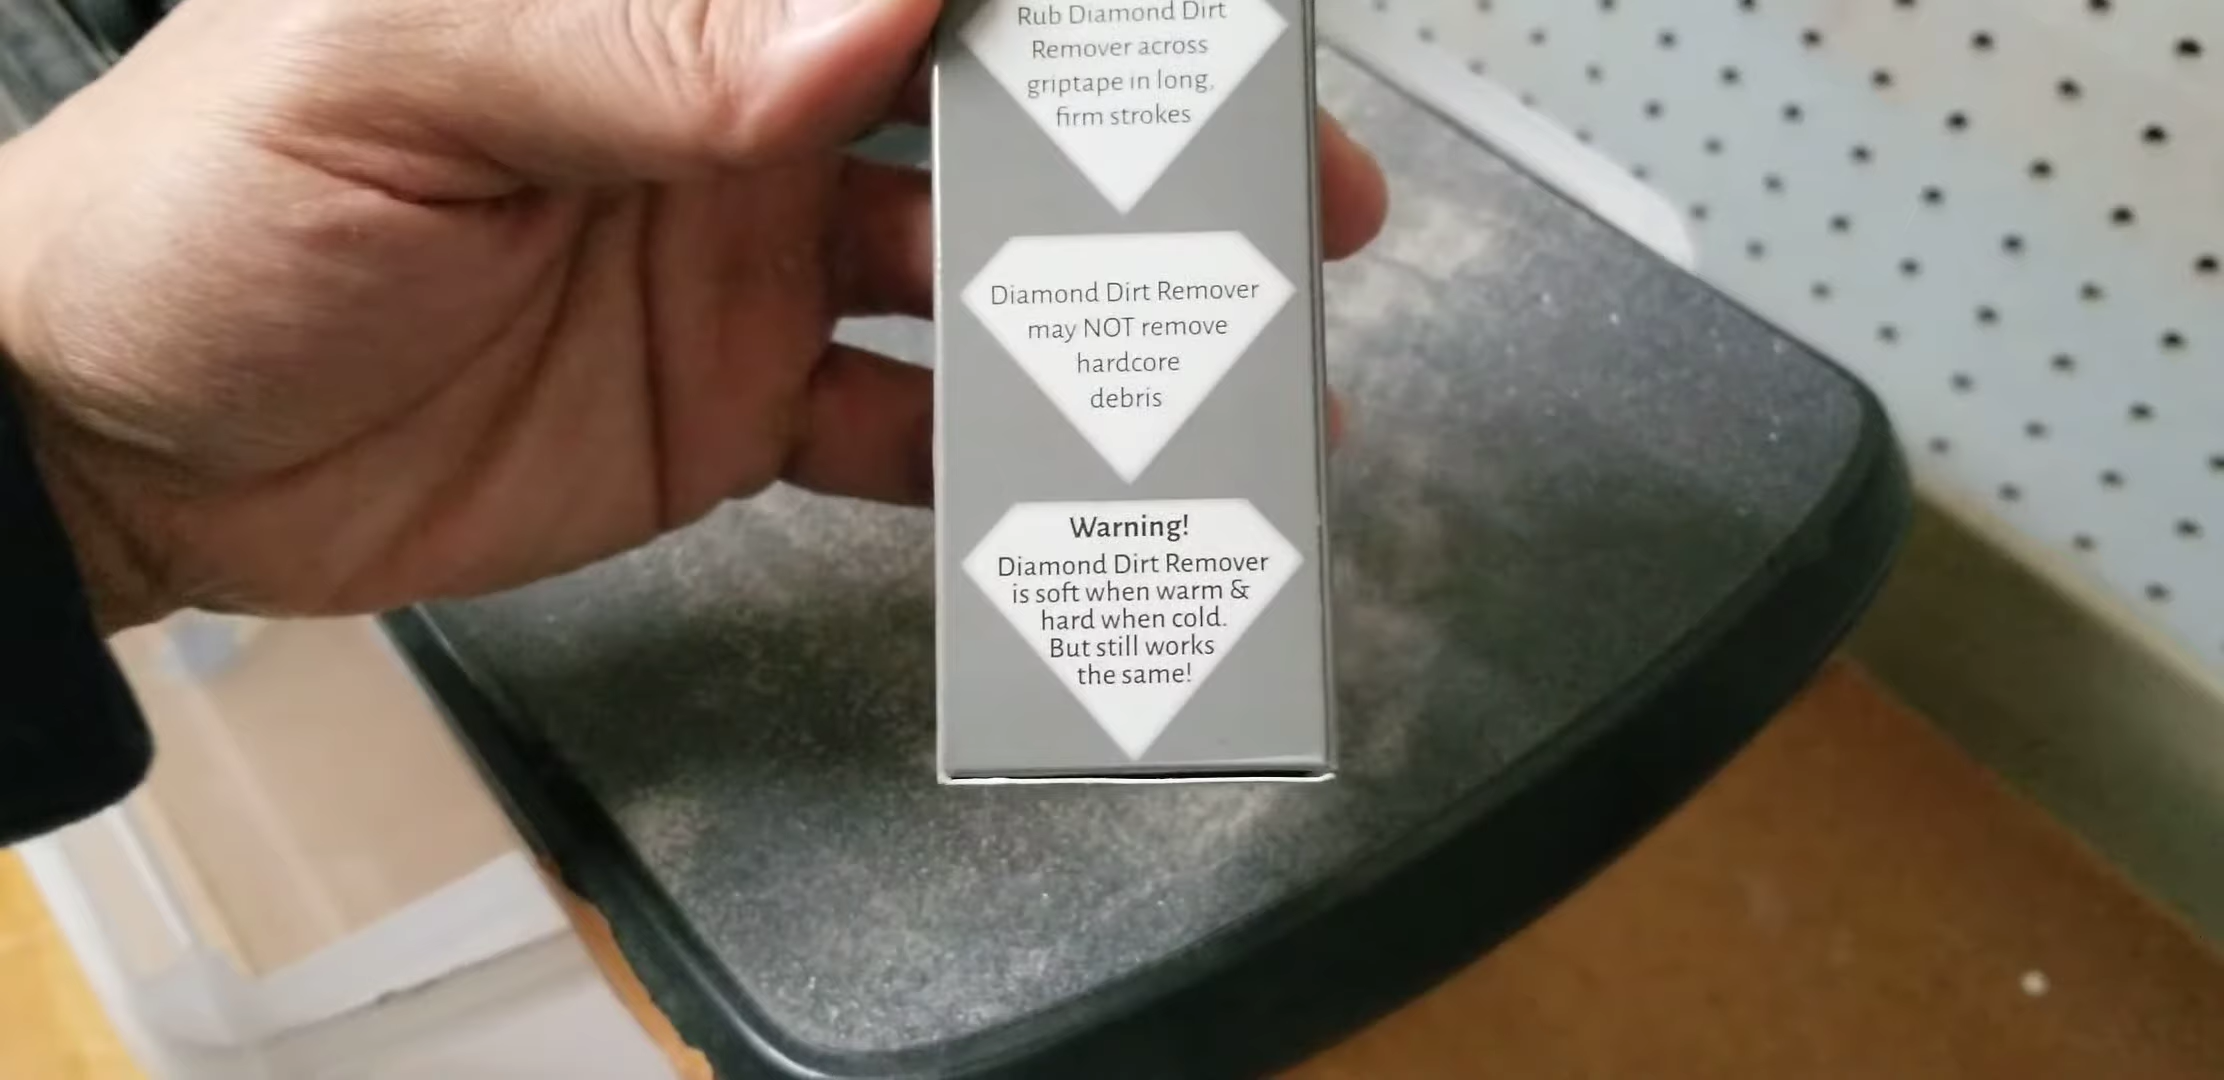 Rub Diamond Dirt
Remover across
griptape in long,
firm strokes
Diamond Dirt Remover
may NOT remove
hardcore
debris
Warning!
Diamond Dirt Remover
is soft when warm &
hard when cold.
But still works
the same!